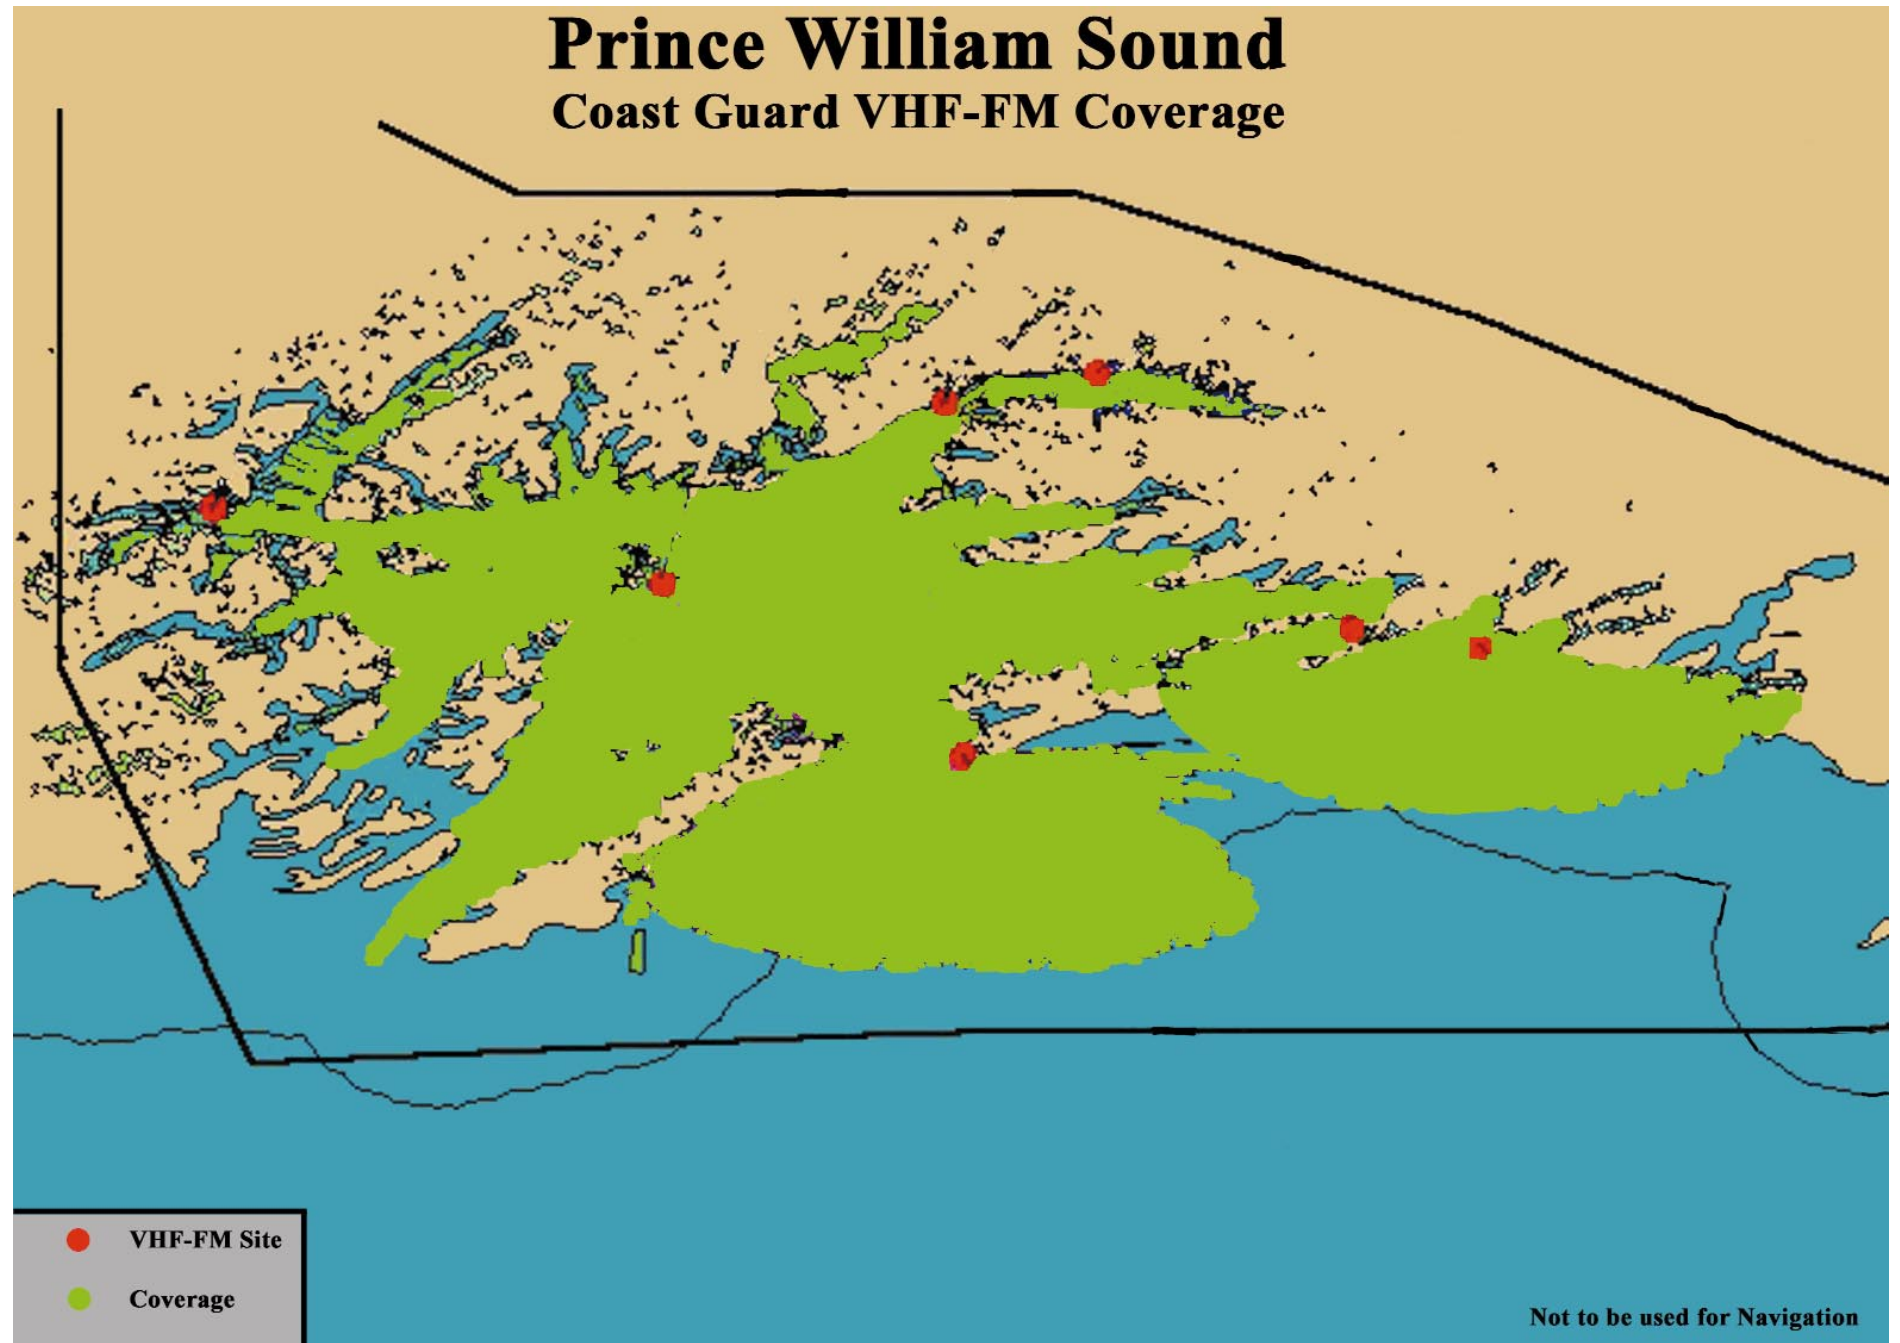 Prince William Sound
Coast Guard VHF-FM Coverage
VHF-FM Site
Coverage
Not to be used for Navigation